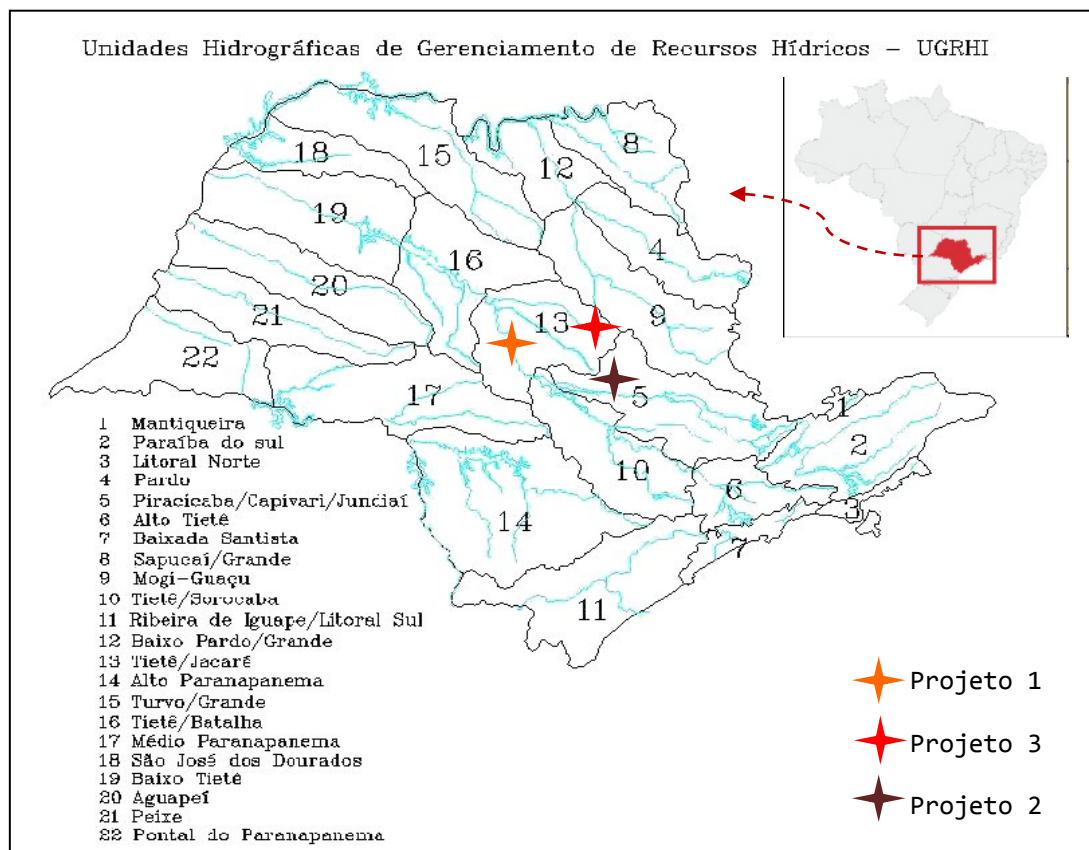 Unidades Hidrográficas de Gerenciamento de Recursos Hídricos – UGRHI
8
18
15
12
19
4
16
20
13
9
21
22
5
17
1
2
10
6
3
14
7
11
1 Mantiqueira
2 Paraíba do sul
3 Litoral Norte
4 Pardo
5 Piracicaba/Capivari/Jundiaí
6 Alto Tietê
7 Baixada Santista
8 Sapucaí/Grande
9 Mogi-Guaçu
10 Tietê/Sorocaba
11 Ribeira de Iguape/Litoral Sul
12 Baixo Pardo/Grande
13 Tietê/Jacaré
14 Alto Paranapanema
15 Turvo/Grande
16 Tietê/Batalha
17 Médio Paranapanema
18 São José dos Dourados
19 Baixo Tietê
20 Aguapeí
21 Peixe
22 Pontal do Paranapanema
Projeto 1
Projeto 3
Projeto 2